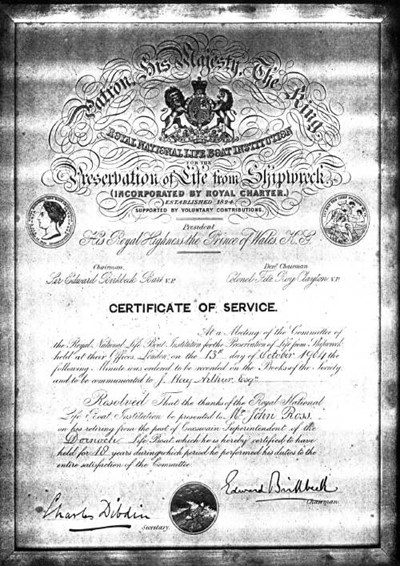 Patron, His Majesty, The King,
ROYAL NATIONAL LIFE BOAT INSTITUTION
FOR THE
Preservation of Life from Shipwreck
(INCORPORATED BY ROYAL CHARTER.)
ESTABLISHED 1824.
SUPPORTED BY VOLUNTARY CONTRIBUTIONS.
President
His Royal Highness the Prince of Wales, K.G.
Chairman Depy. Chairman
Sir Edward Birkbeck Bart V.P. Colonel Fitz Roy Clayton V.P.
CERTIFICATE OF SERVICE.
At a Meeting of the Committee of
the Royal National Life Boat Institution for the Preservation of Life from Shipwreck
held at their Offices, London, on the 13th day of October 1904 the
following Minute was ordered to be recorded on the Books of the Society
and to be communicated to J. Hay Arthur Esqre.
Resolved That the thanks of the Royal National
Life Boat Institution be presented to Mr John Ross
on his retiring from the post of Coxswain Superintendent of the
Dornoch Life Boat which he is hereby certified to have
held for 18 years during which period he performed his duties to the
entire satisfaction of the Committee.
Edward Birkbeck
Chairman
Charles Dibdin
Secretary